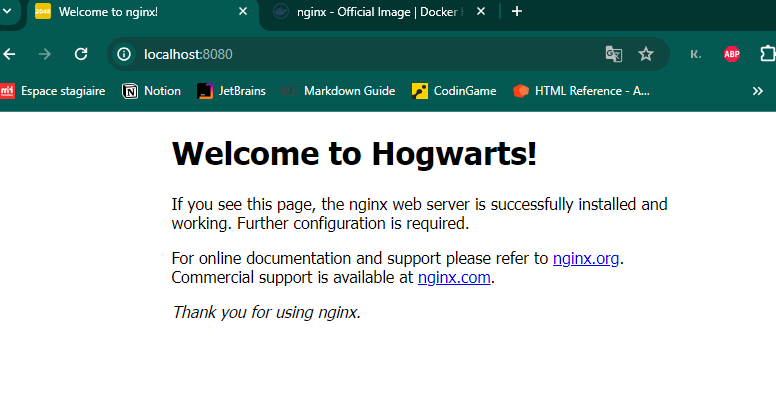 2048 Welcome to nginx! nginx - Official Image | Docker
localhost:8080 K. ABP
Espace stagiaire Notion JetBrains Markdown Guide CodinGame HTML Reference - A...
Welcome to Hogwarts!
If you see this page, the nginx web server is successfully installed and
working. Further configuration is required.
For online documentation and support please refer to nginx.org.
Commercial support is available at nginx.com.
Thank you for using nginx.